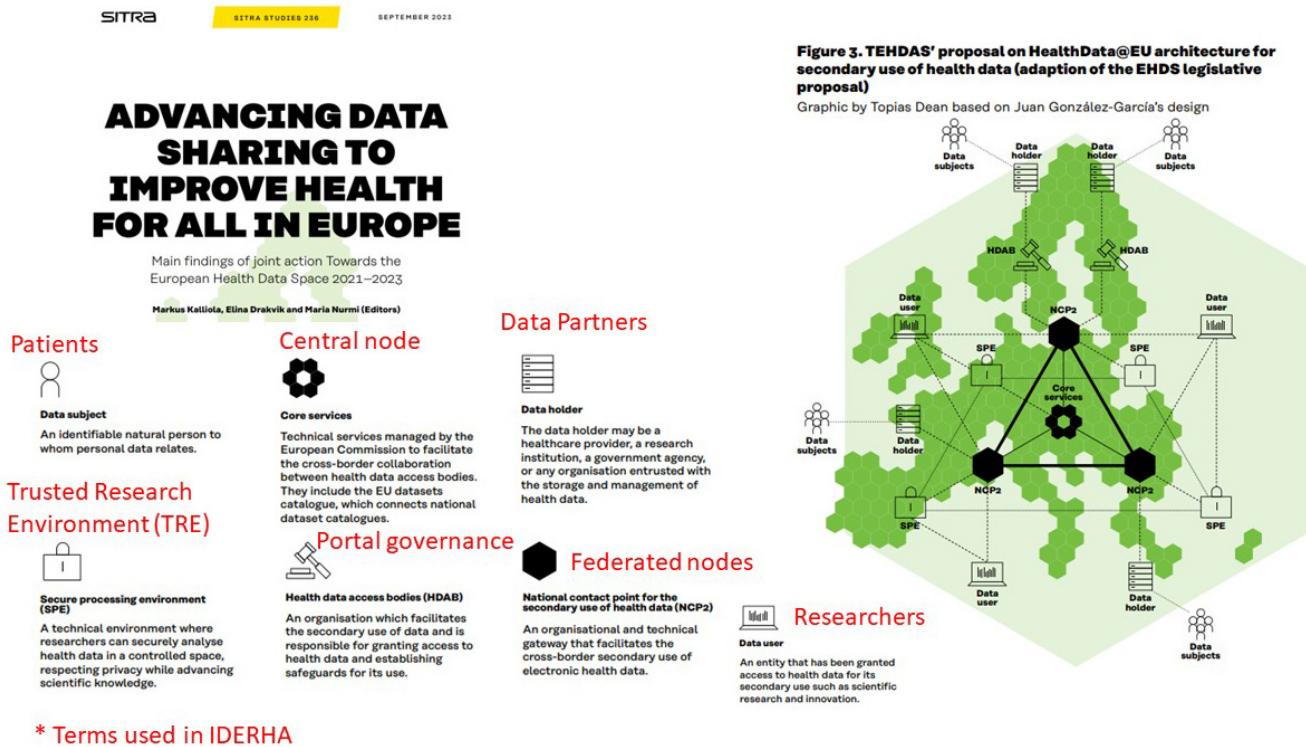 SITRA
SITRA STUDIES 236
SEPTEMBER 2023
ADVANCING DATA
SHARING TO
IMPROVE HEALTH
FOR ALL IN EUROPE
Main findings of joint action Towards the
European Health Data Space 2021–2023
Markus Kalliola, Elina Drakvik and Maria Nurmi (Editors)
Patients
Data subject
An identifiable natural person to
whom personal data relates.
Central node
Core services
Technical services managed by the
European Commission to facilitate
the cross-border collaboration
between health data access bodies.
They include the EU datasets
catalogue, which connects national
dataset catalogues.
Data Partners
Data holder
The data holder may be a
healthcare provider, a research
institution, a government agency,
or any organisation entrusted with
the storage and management of
health data.
Trusted Research
Environment (TRE)
Secure processing environment
(SPE)
A technical environment where
researchers can securely analyse
health data in a controlled space,
respecting privacy while advancing
scientific knowledge.
Portal governance
Health data access bodies (HDAB)
An organisation which facilitates
the secondary use of data and is
responsible for granting access to
health data and establishing
safeguards for its use.
Federated nodes
National contact point for the
secondary use of health data (NCP2)
An organisational and technical
gateway that facilitates the
cross-border secondary use of
electronic health data.
Researchers
Data user
An entity that has been granted
access to health data for its
secondary use such as scientific
research and innovation.
* Terms used in IDERHA
Figure 3. TEHDAS' proposal on HealthData@EU architecture for
secondary use of health data (adaption of the EHDS legislative
proposal)
Graphic by Topias Dean based on Juan González-García's design
Data
subjects
Data
holder
Data
holder
Data
subjects
HDAB
HDAB
Data
user
NCP2
Data
user
SPE
SPE
Core
services
Data
subjects
Data
holder
NCP2
NCP2
SPE
SPE
Data
user
Data
holder
Data
subjects